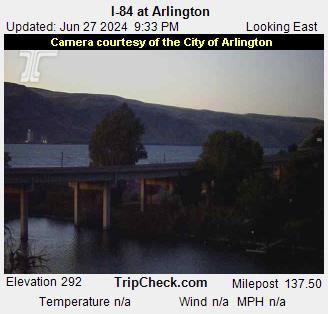 I-84 at Arlington
Updated: Jun 27 2024 9:33 PM Looking East
Camera courtesy of the City of Arlington
Elevation 292 TripCheck.com Milepost 137.50
Temperature n/a Wind n/a MPH n/a